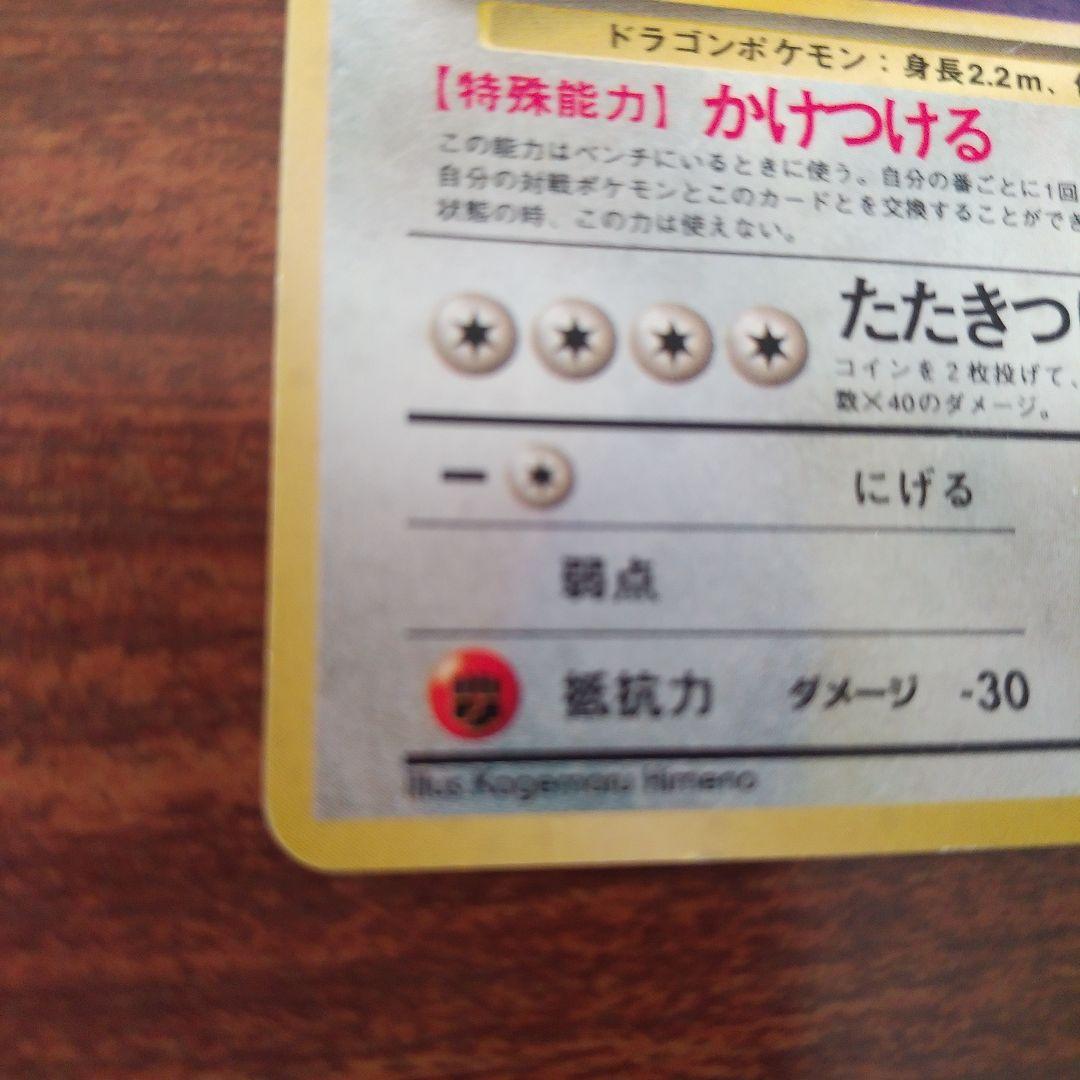 ドラゴンポケモン：身長2.2m、
【特殊能力】 かけつける
この能力はベンチにいるときに使う。自分の番ごとに1回
自分の対戦ポケモンとこのカードとを交換することができ
状態の時、この力は使えない。
たたきつ
コインを2枚投げて、
数×40のダメージ。
− にげる
弱点
抵抗力 ダメージ -30
Illus. Kagemaru Himeno